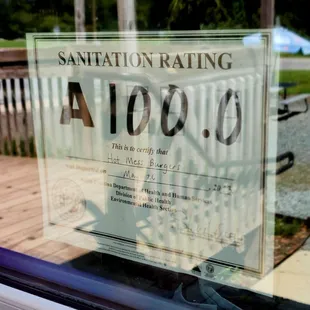 SANITATION RATING
A 100.0
This is to certify that
Hot Mess Burgers
Department of Health and Human
Division of Public Health
Environmental Health Section